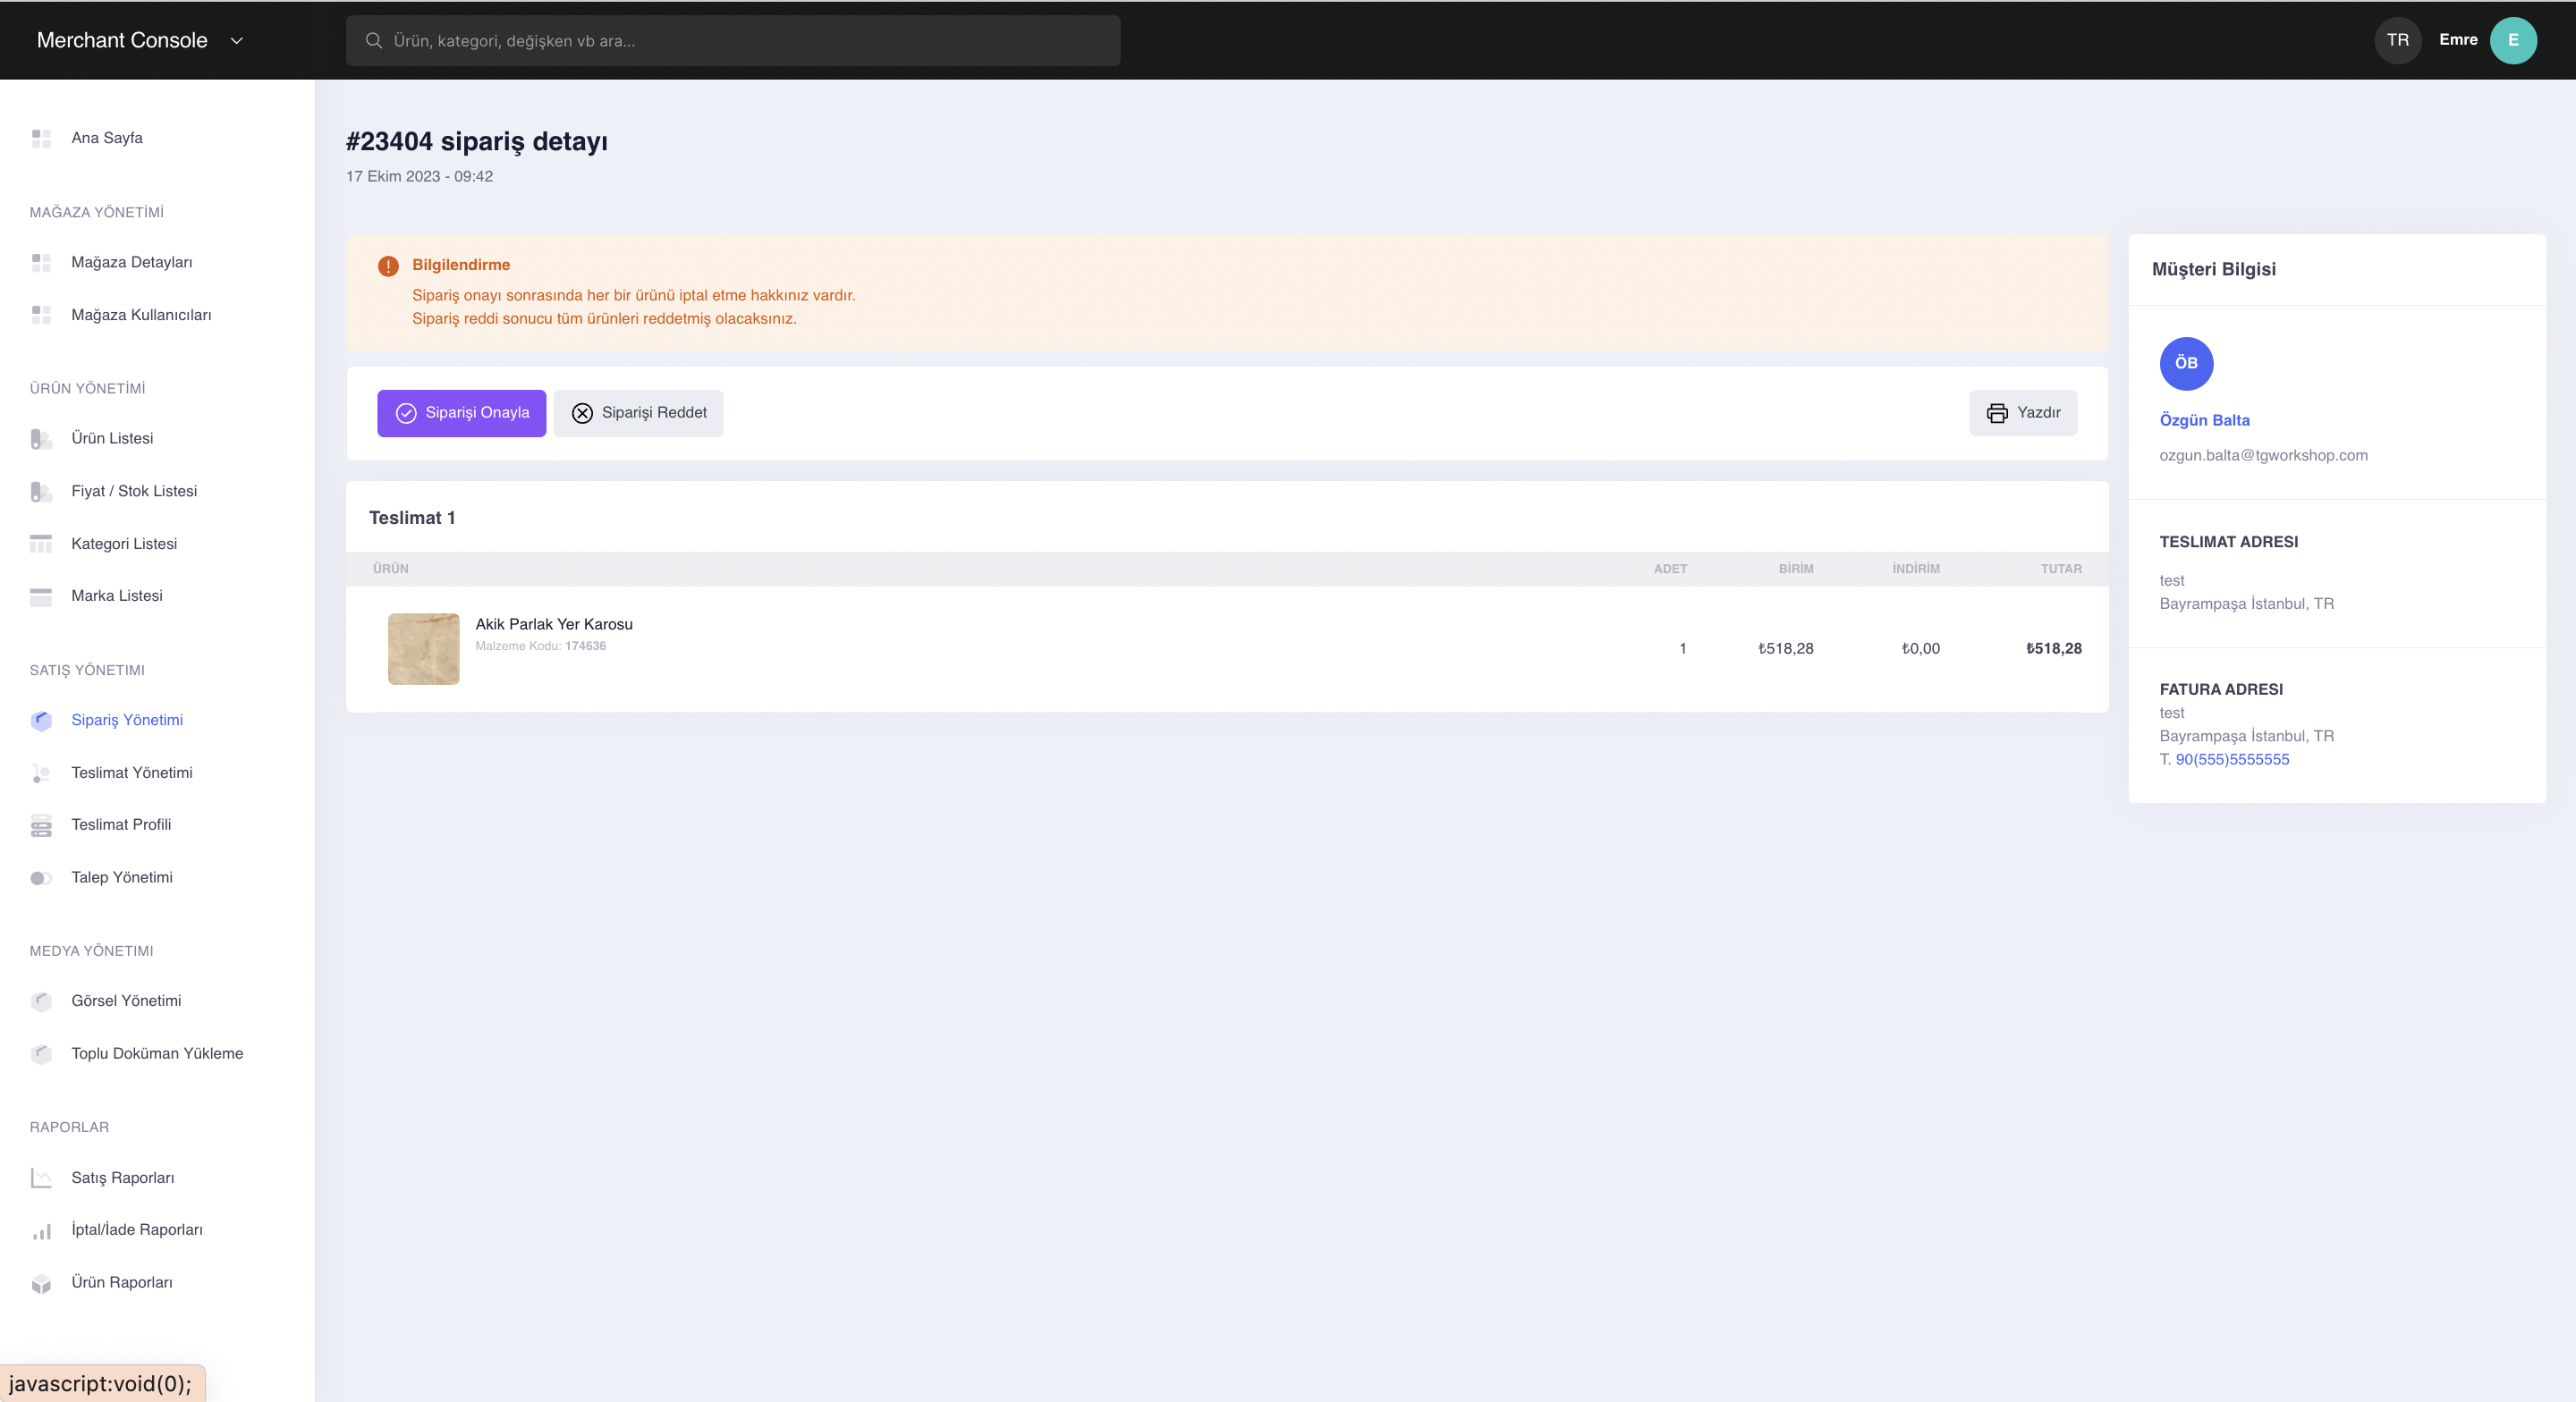 Merchant Console
Ürün, kategori, değişken vb ara...
TR
Emre
E
Ana Sayfa
MAĞAZA YÖNETİMİ
Mağaza Detayları
Mağaza Kullanıcıları
ÜRÜN YÖNETİMİ
Ürün Listesi
Fiyat / Stok Listesi
Kategori Listesi
Marka Listesi
SATIŞ YÖNETIMI
Sipariş Yönetimi
Teslimat Yönetimi
Teslimat Profili
Talep Yönetimi
MEDYA YÖNETIMI
Görsel Yönetimi
Toplu Doküman Yükleme
RAPORLAR
Satış Raporları
İptal/İade Raporları
Ürün Raporları
javascript:void(0);
#23404 sipariş detayı
17 Ekim 2023 - 09:42
Bilgilendirme
Sipariş onayı sonrasında her bir ürünü iptal etme hakkınız vardır.
Sipariş reddi sonucu tüm ürünleri reddetmiş olacaksınız.
Siparişi Onayla
Siparişi Reddet
Yazdır
Teslimat 1
ÜRÜN ADET BİRİM İNDİRİM TUTAR
Akik Parlak Yer Karosu
Malzeme Kodu: 174636
1 ₺518,28 ₺0,00 ₺518,28
Müşteri Bilgisi
ÖB
Özgün Balta
ozgun.balta@tgworkshop.com
TESLIMAT ADRESI
test
Bayrampaşa İstanbul, TR
FATURA ADRESI
test
Bayrampaşa İstanbul, TR
T. 90(555)5555555